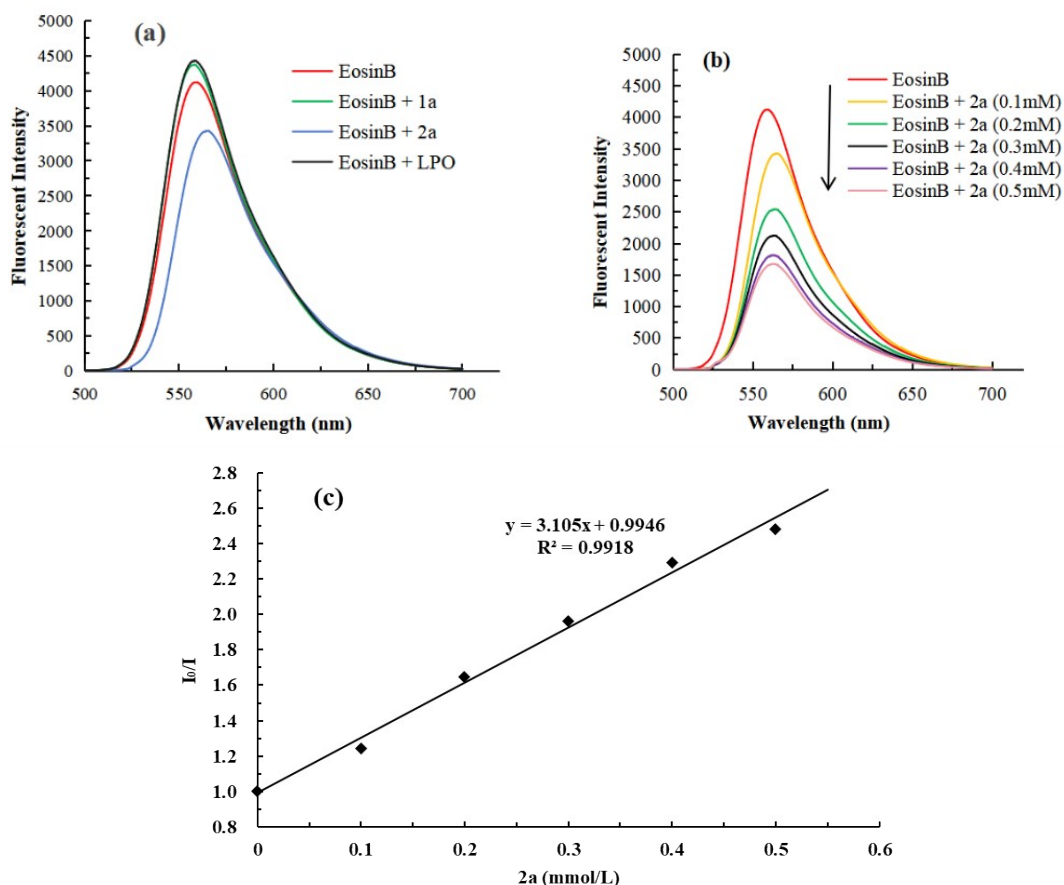 (a)
5000
4500
4000
3500
3000
2500
2000
1500
1000
500
0
Fluorescent Intensity
EosinB
EosinB + 1a
EosinB + 2a
EosinB + LPO
500 550 600 650 700
Wavelength (nm)
(b)
5000
4500
4000
3500
3000
2500
2000
1500
1000
500
0
Fluorescent Intensity
EosinB
EosinB + 2a (0.1mM)
EosinB + 2a (0.2mM)
EosinB + 2a (0.3mM)
EosinB + 2a (0.4mM)
EosinB + 2a (0.5mM)
500 550 600 650 700
Wavelength (nm)
(c)
2.8
2.6
2.4
2.2
2.0
1.8
1.6
1.4
1.2
1.0
0.8
I₀/I
y = 3.105x + 0.9946
R² = 0.9918
0 0.1 0.2 0.3 0.4 0.5 0.6
2a (mmol/L)